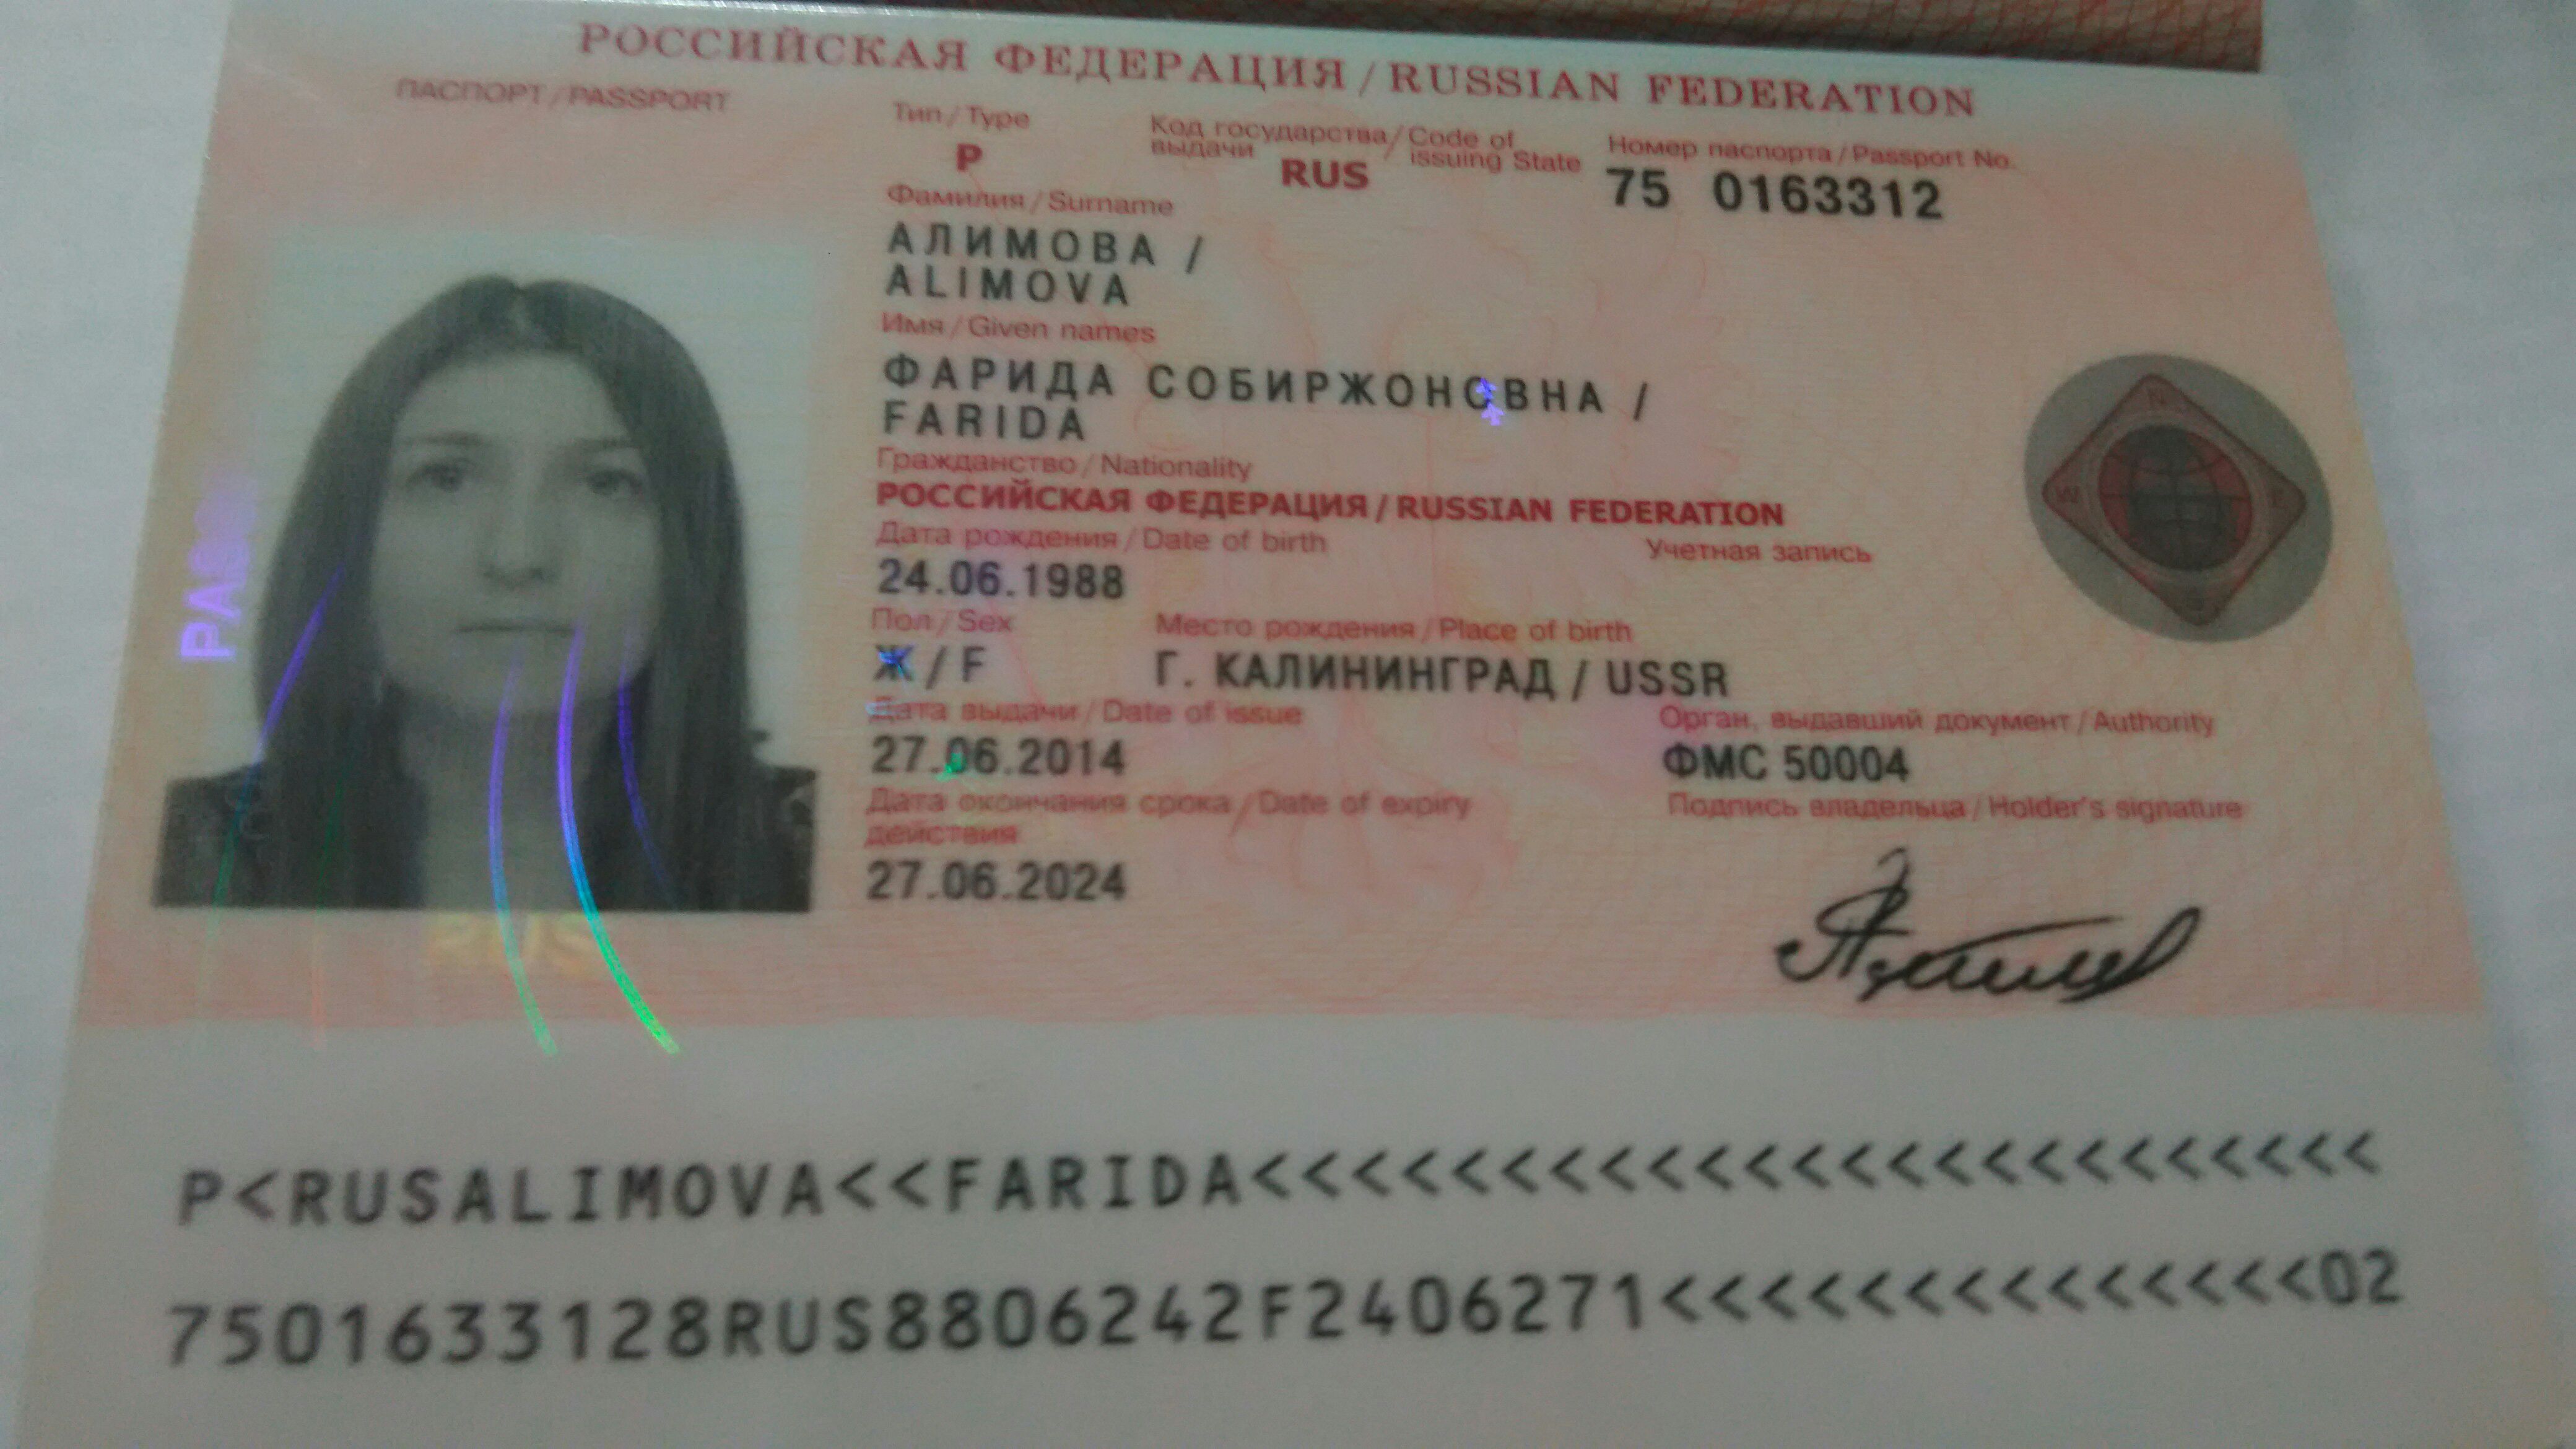 РОССИЙСКАЯ ФЕДЕРАЦИЯ / RUSSIAN FEDERATION
ПАСПОРТ / PASSPORT
Тип / Type
P
Код государства / Code of
выдачи issuing State
RUS
Номер паспорта / Passport No.
75 0163312
Фамилия / Surname
АЛИМОВА /
ALIMOVA
Имя / Given names
ФАРИДА СОБИРЖОНОВНА /
FARIDA
Гражданство / Nationality
РОССИЙСКАЯ ФЕДЕРАЦИЯ / RUSSIAN FEDERATION
Дата рождения / Date of birth
Учетная запись
24.06.1988
Пол / Sex
Место рождения / Place of birth
Ж / F
Г. КАЛИНИНГРАД / USSR
Дата выдачи / Date of issue
Орган, выдавший документ / Authority
27.06.2014
ФМС 50004
Дата окончания срока / Date of expiry
действия
Подпись владельца / Holder's signature
27.06.2024
RUS
P<RUSALIMOVA<<FARIDA<<<<<<<<<<<<<<<<<<<<<<<<
7501633128RUS8806242F2406271<<<<<<<<<<<<<<02